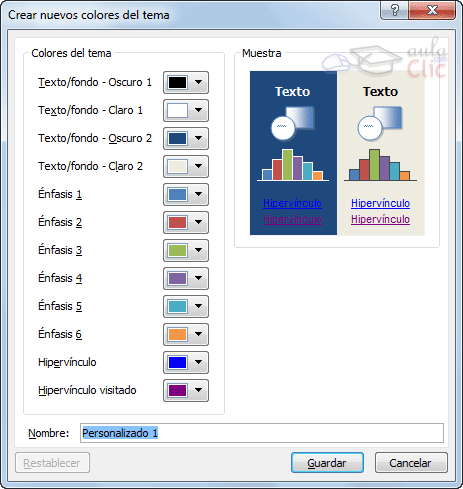 Crear nuevos colores del tema
Colores del tema
Texto/fondo - Oscuro 1
Texto/fondo - Claro 1
Texto/fondo - Oscuro 2
Texto/fondo - Claro 2
Énfasis 1
Énfasis 2
Énfasis 3
Énfasis 4
Énfasis 5
Énfasis 6
Hipervínculo
Hipervínculo visitado
Muestra
aula
.com
Clic
Texto Texto
Hipervínculo Hipervínculo
Hipervínculo Hipervínculo
Nombre: Personalizado 1
Restablecer Guardar Cancelar